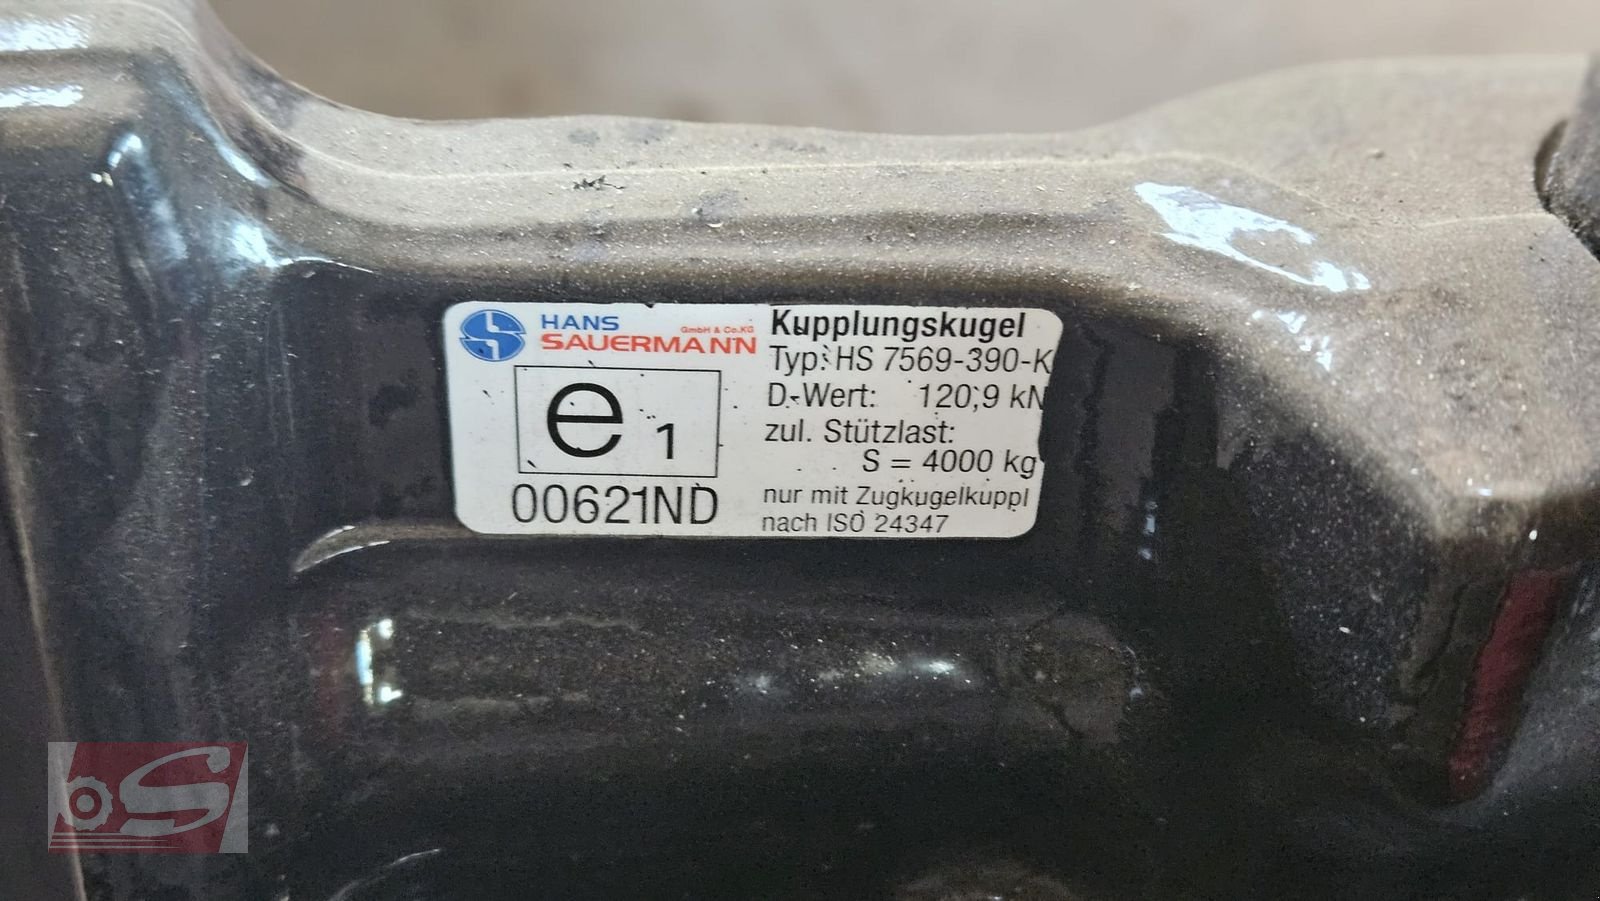 HANS
SAUERMANN
GmbH & Co.KG
e 1
00621ND
Kupplungskugel
Typ: HS 7569-390-K
D-Wert: 120,9 kN
zul. Stützlast:
S = 4000 kg
nur mit Zugkugelkuppl
nach ISO 24347
S